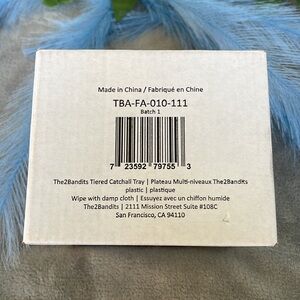 Made in China / Fabriqué en Chine
TBA-FA-010-111
Batch 1
7 23592 79755 3
The2Bandits Tiered Catchall Tray | Plateau Multi-niveaux The2Bandits
plastic | plastique
Wipe with damp cloth | Essuyez avec un chiffon humide
The2Bandits | 2111 Mission Street Suite #108C
San Francisco, CA 94110